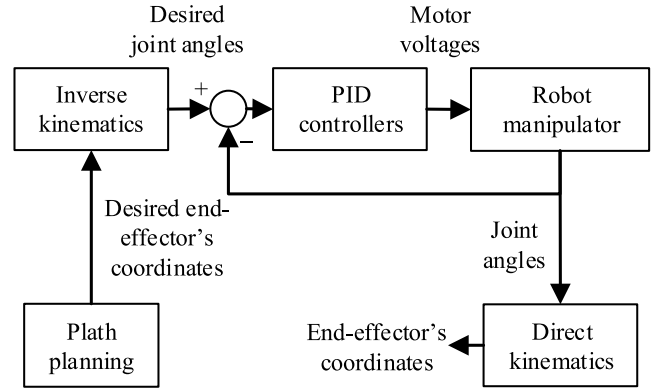 Desired
joint angles
Motor
voltages
Inverse
kinematics
+
−
PID
controllers
Robot
manipulator
Desired end-
effector's
coordinates
Joint
angles
Plath
planning
End-effector's
coordinates
Direct
kinematics